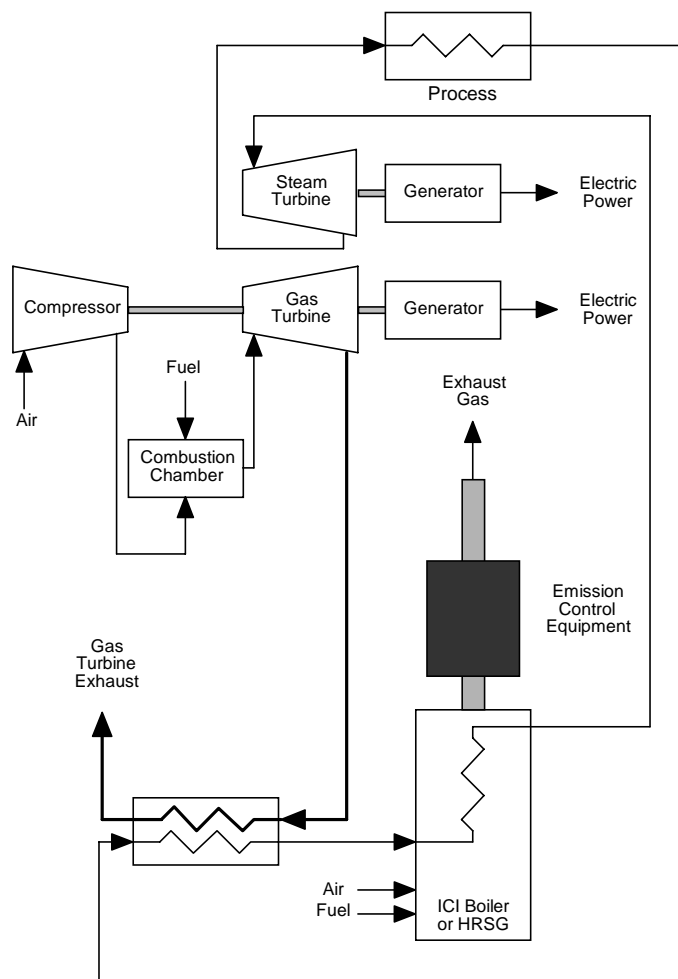 Process
Steam
Turbine
Generator
Electric
Power
Compressor
Gas
Turbine
Generator
Electric
Power
Air
Fuel
Combustion
Chamber
Exhaust
Gas
Emission
Control
Equipment
Gas
Turbine
Exhaust
Air
Fuel
ICI Boiler
or HRSG